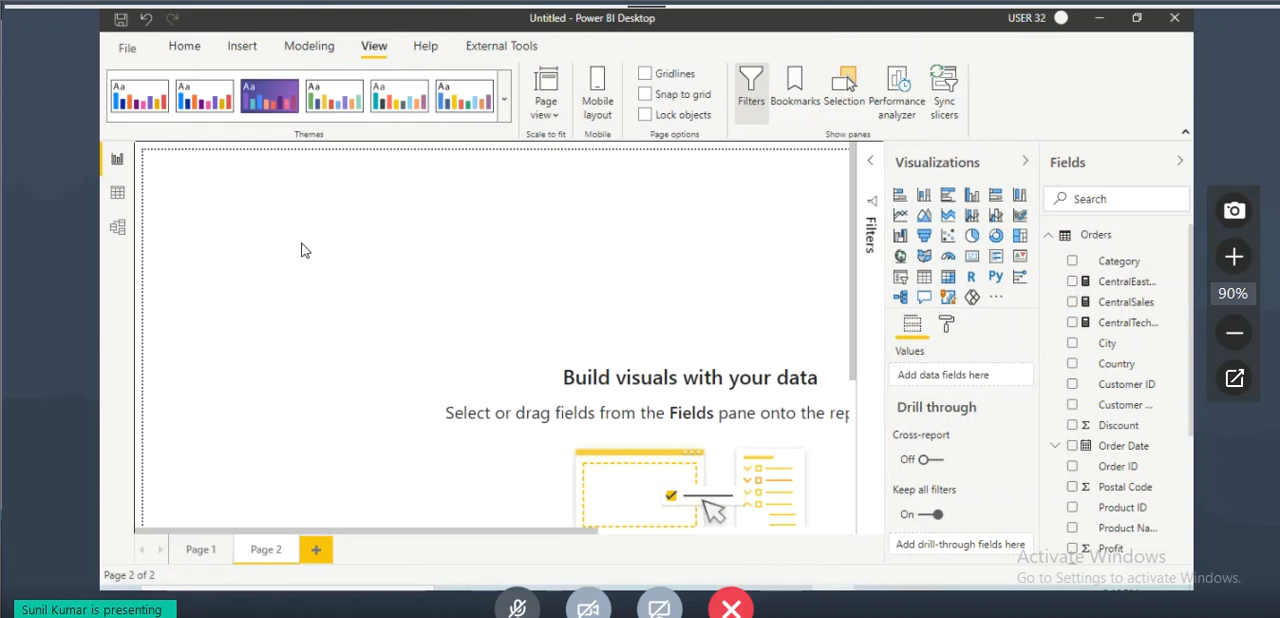 Untitled - Power BI Desktop
USER 32
File
Home
Insert
Modeling
View
Help
External Tools
Aa
Aa
Aa
Aa
Aa
Aa
Themes
Page view
Scale to fit
Mobile layout
Mobile
Gridlines
Snap to grid
Lock objects
Page options
Filters
Bookmarks
Selection
Performance analyzer
Sync slicers
Show panes
Build visuals with your data
Select or drag fields from the Fields pane onto the rep
Filters
Visualizations
R
Py
...
Values
Add data fields here
Drill through
Cross-report
Off
Keep all filters
On
Add drill-through fields here
Fields
Search
Orders
Category
CentralEast...
CentralSales
CentralTech...
City
Country
Customer ID
Customer ...
Σ Discount
Order Date
Order ID
Σ Postal Code
Product ID
Product Na...
Σ Profit
Page 1
Page 2
+
Page 2 of 2
Activate Windows
Go to Settings to activate Windows.
90%
Sunil Kumar is presenting